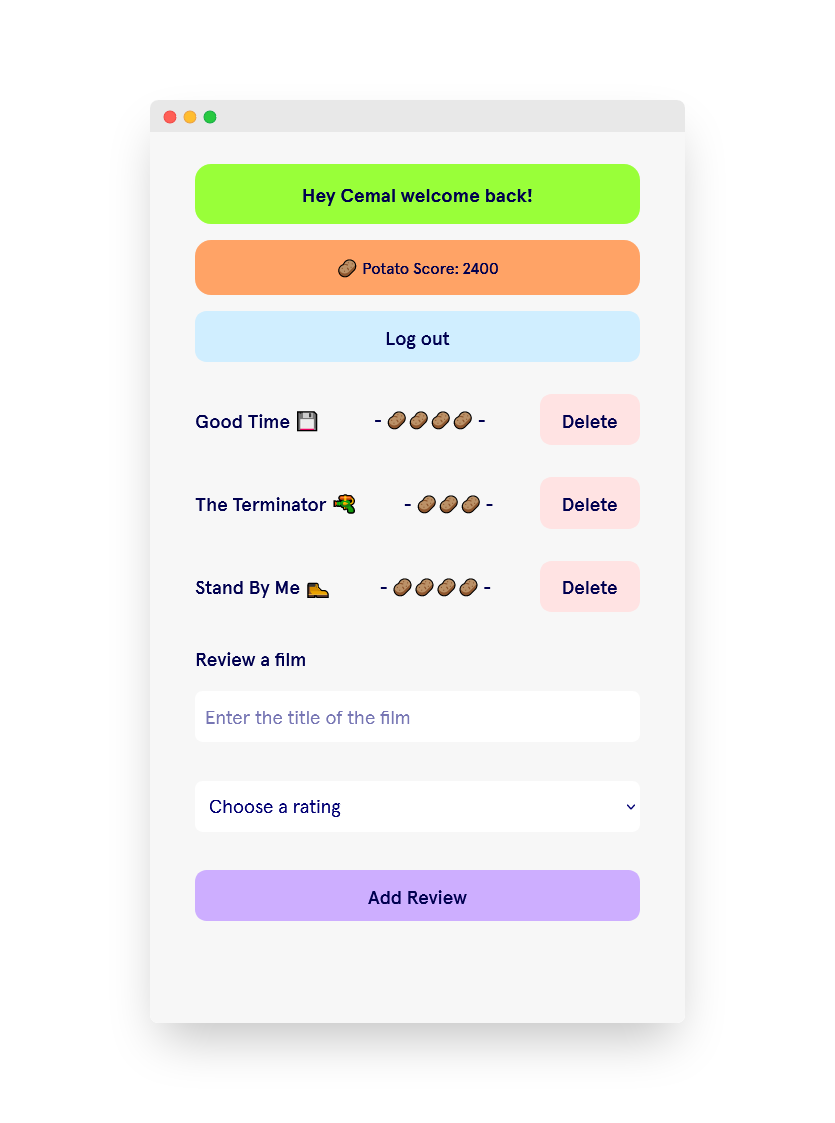 Hey Cemal welcome back!
🥔 Potato Score: 2400
Log out
Good Time 💾 - 🥔🥔🥔🥔 - Delete
The Terminator 🔫 - 🥔🥔🥔 - Delete
Stand By Me 🥾 - 🥔🥔🥔🥔 - Delete
Review a film
Enter the title of the film
Choose a rating
Add Review